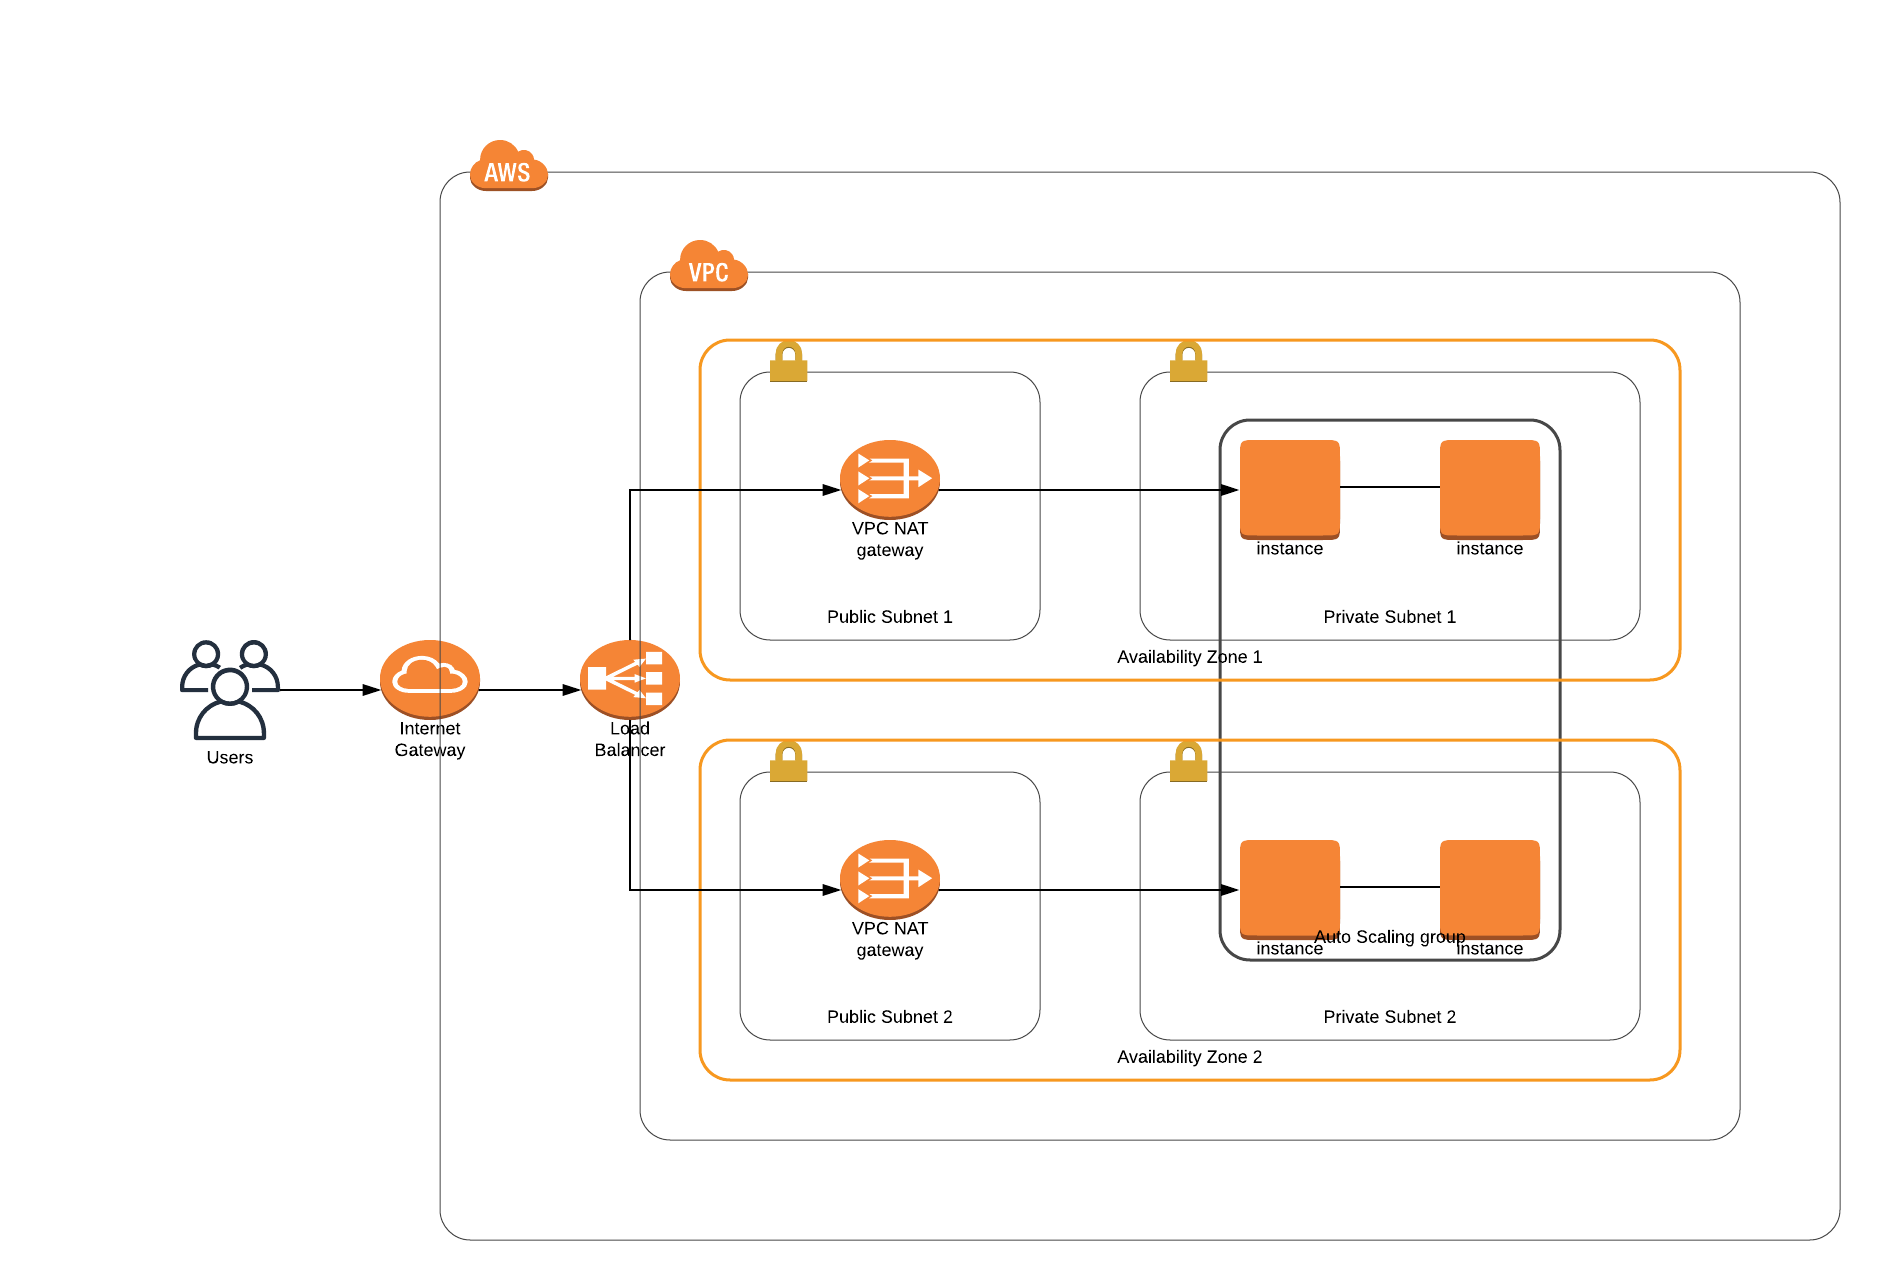 AWS
VPC
VPC NAT
gateway
instance
instance
Public Subnet 1
Private Subnet 1
Availability Zone 1
Users
Internet
Gateway
Load
Balancer
VPC NAT
gateway
Auto Scaling group
instance
instance
Public Subnet 2
Private Subnet 2
Availability Zone 2